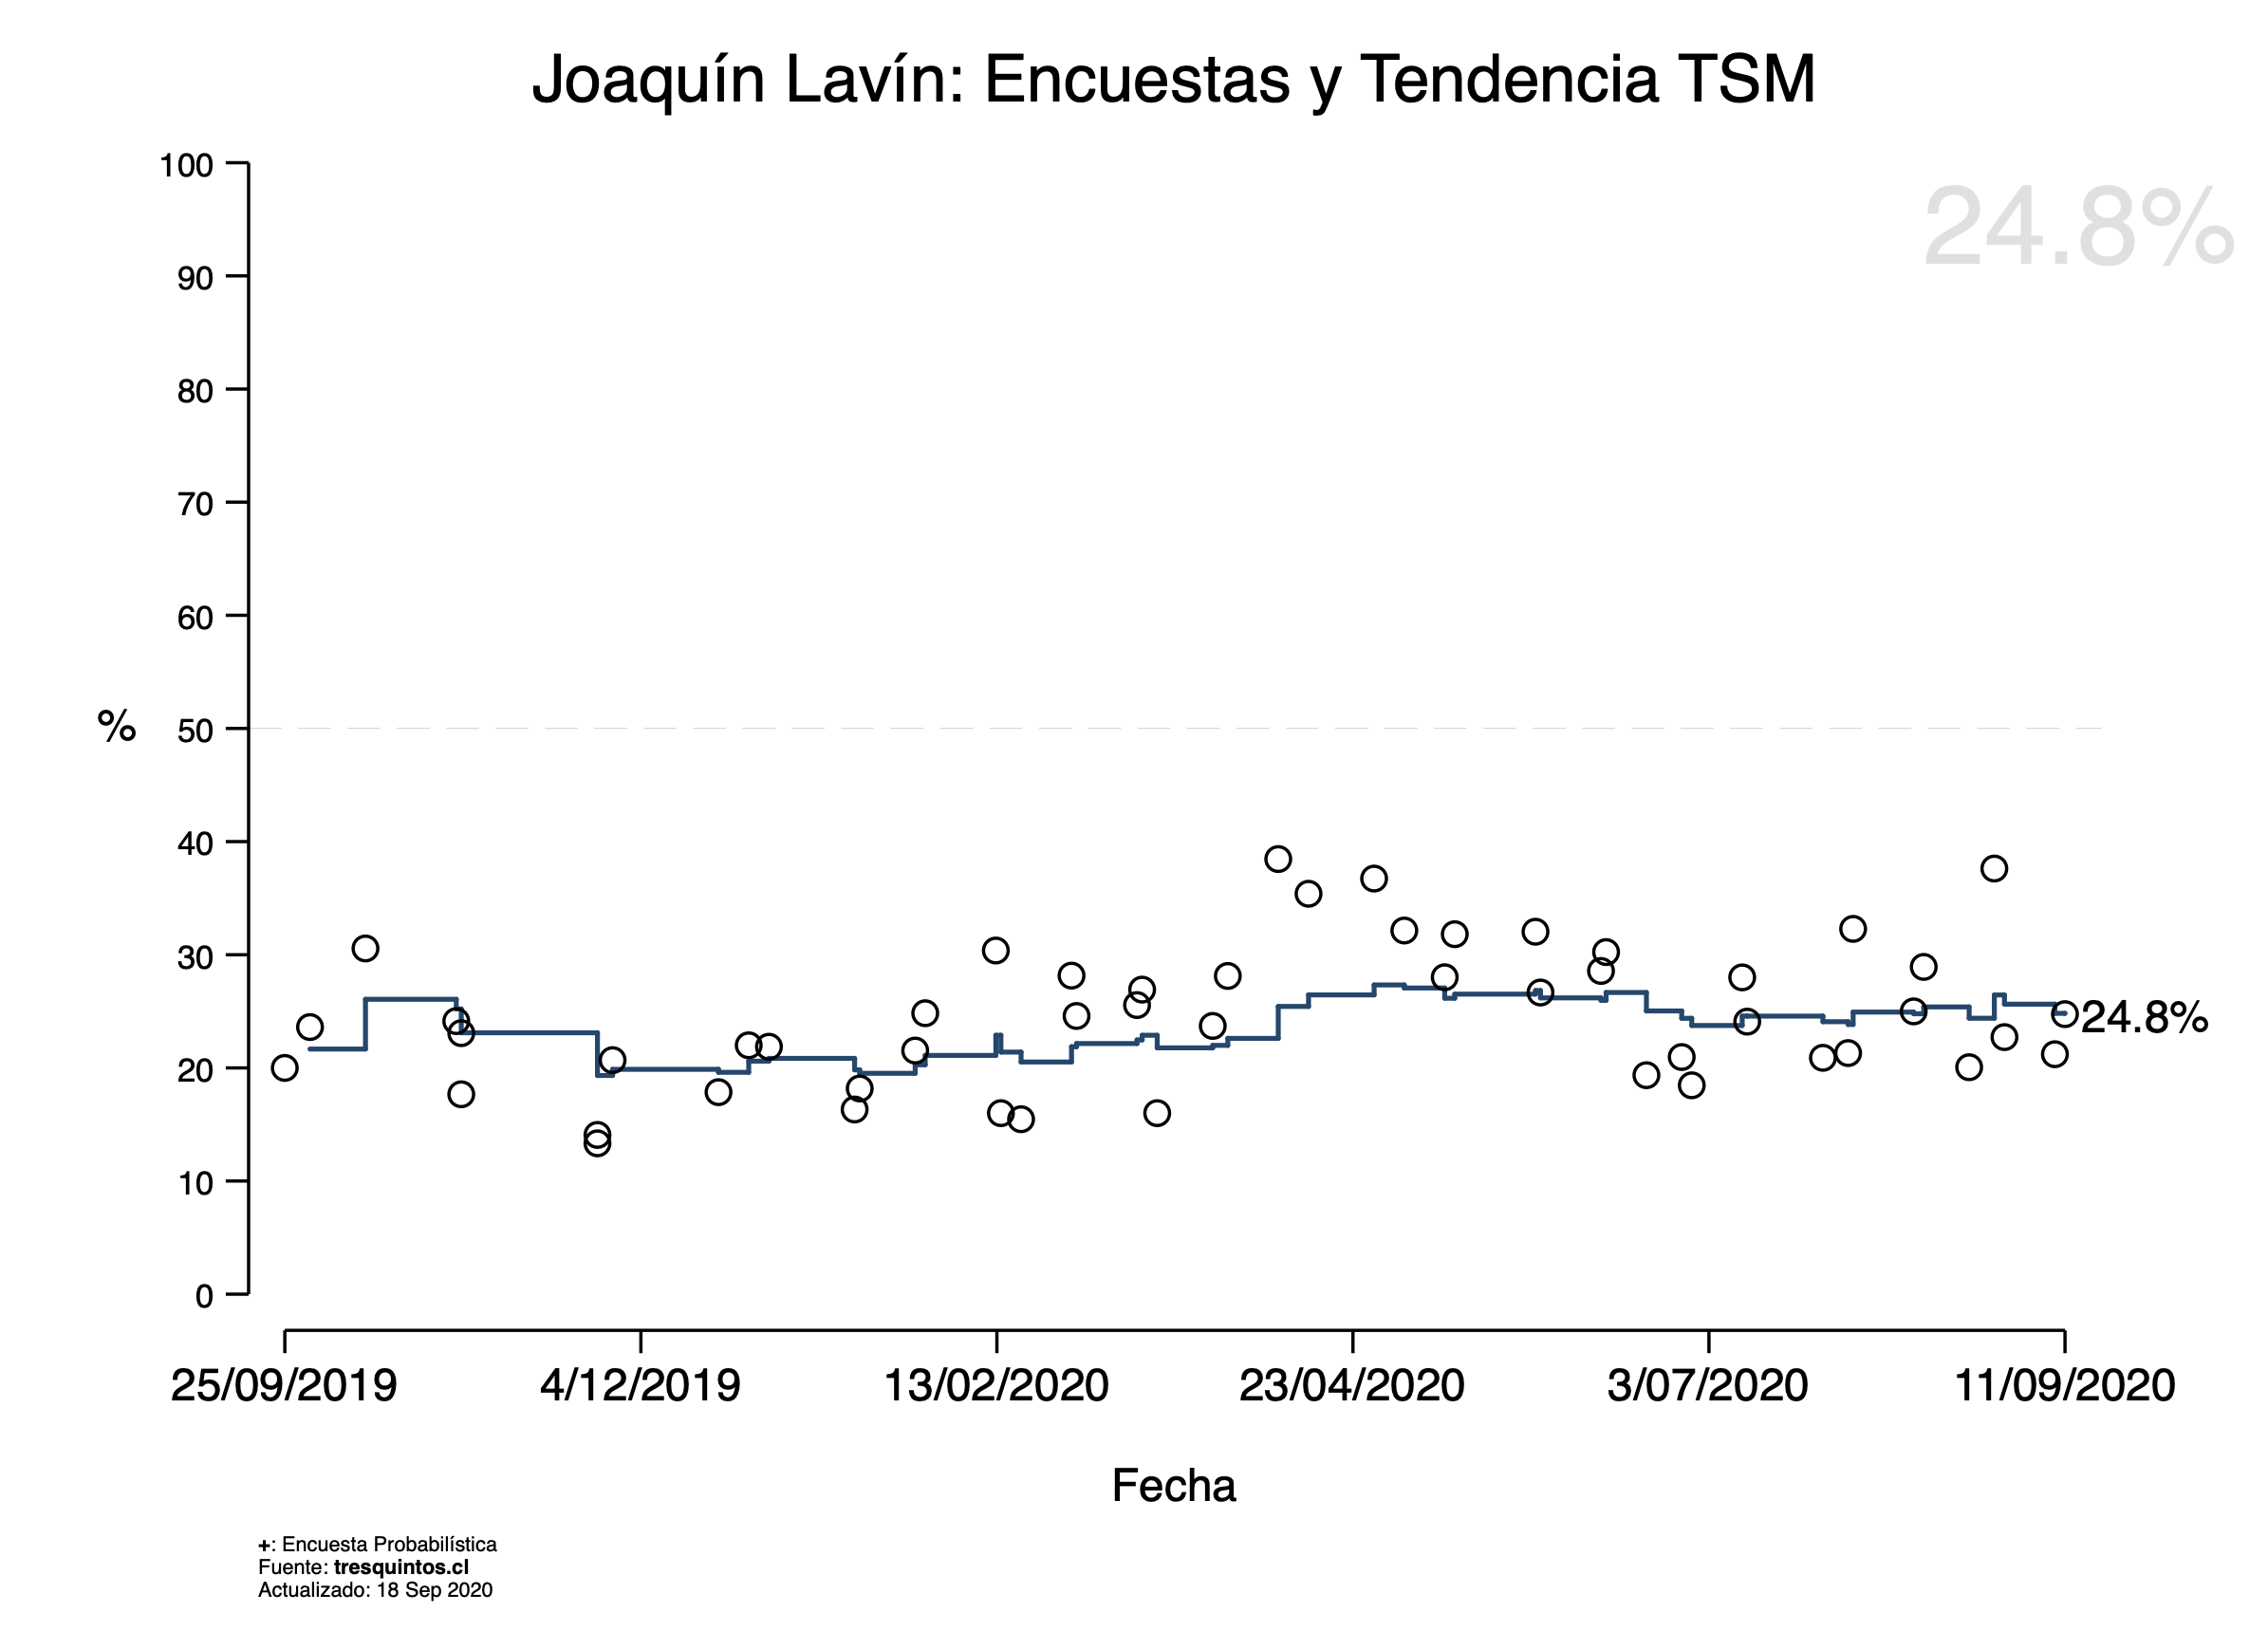 Joaquín Lavín: Encuestas y Tendencia TSM
24.8%
100
90
80
70
60
% 50
40
30
24.8%
20
10
0
25/09/2019 4/12/2019 13/02/2020 23/04/2020 3/07/2020 11/09/2020
Fecha
+: Encuesta Probabilística
Fuente: tresquintos.cl
Actualizado: 18 Sep 2020